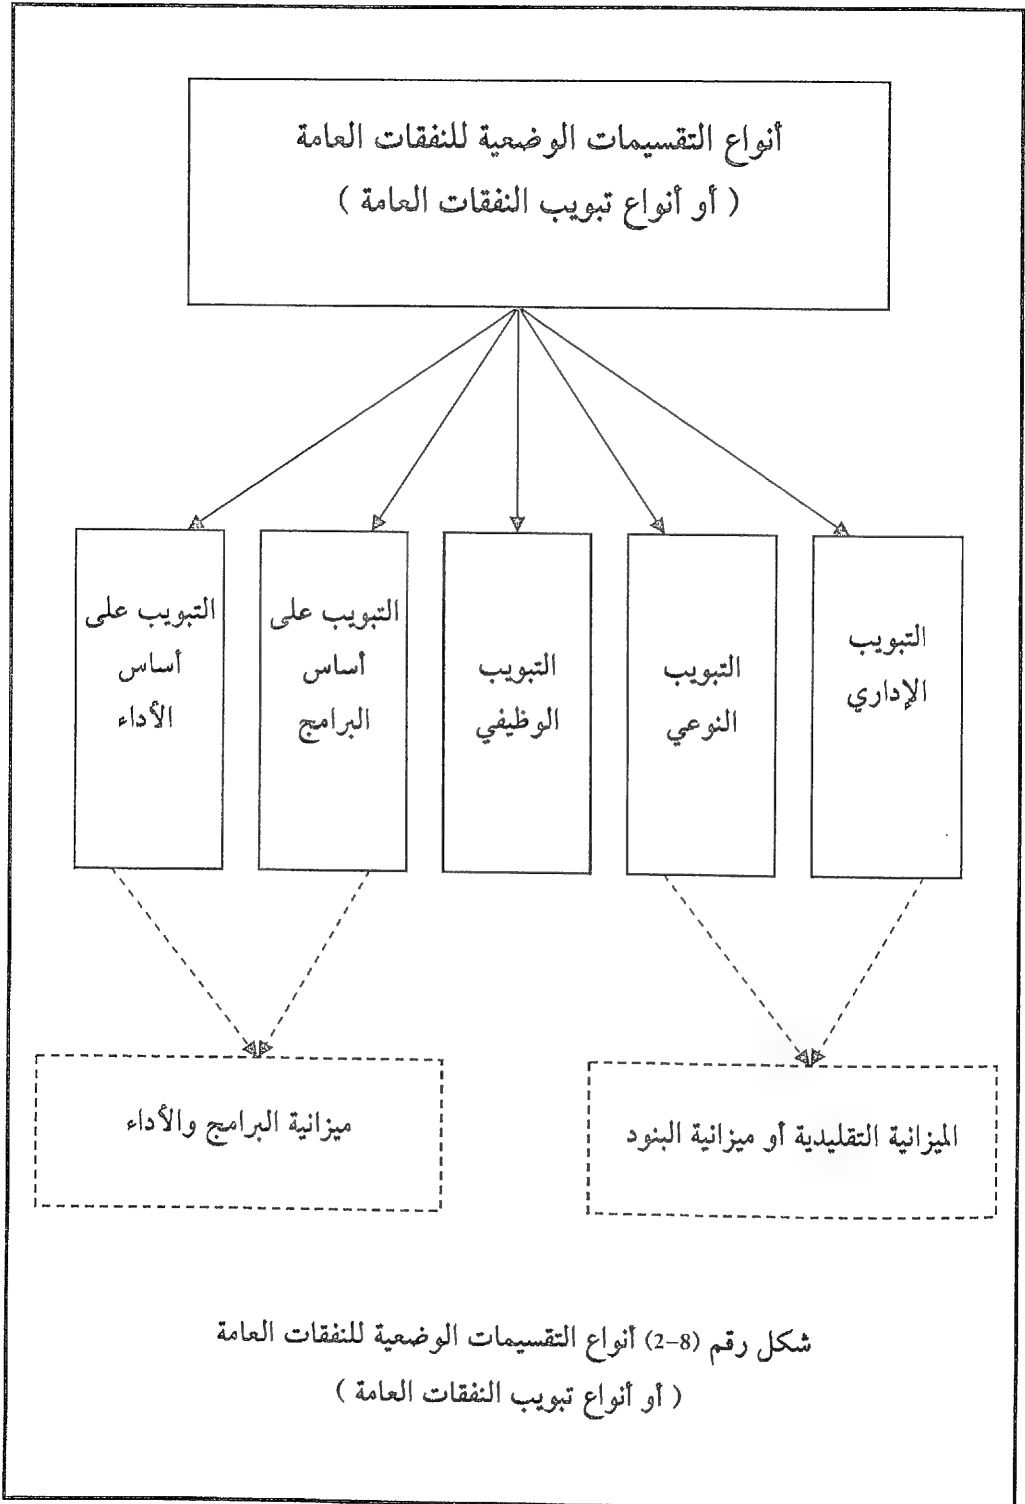 أنواع التقسيمات الوضعية للنفقات العامة
( أو أنواع تبويب النفقات العامة )
التبويب
الإداري
التبويب
النوعي
التبويب
الوظيفي
التبويب على
أساس
البرامج
التبويب على
أساس
الأداء
الميزانية التقليدية أو ميزانية البنود
ميزانية البرامج والأداء
شكل رقم (8-2) أنواع التقسيمات الوضعية للنفقات العامة
( أو أنواع تبويب النفقات العامة )